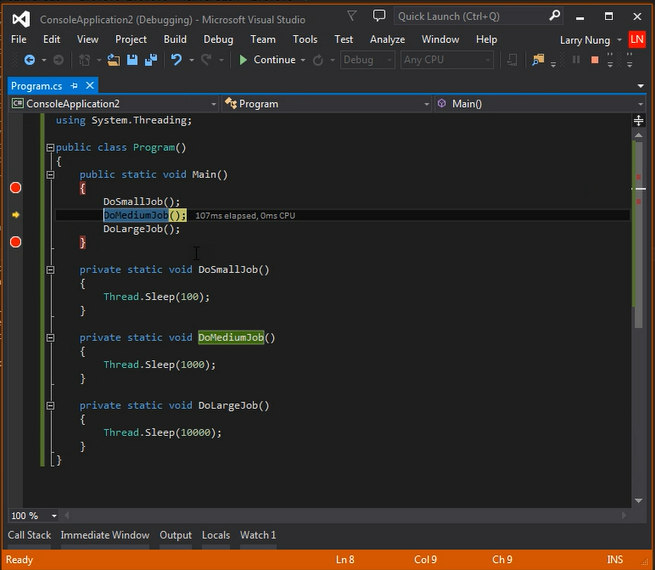 ConsoleApplication2 (Debugging) - Microsoft Visual Studio
Quick Launch (Ctrl+Q)
File Edit View Project Build Debug Team Tools Test Analyze Window Help Larry Nung LN
Continue Debug Any CPU
Program.cs
ConsoleApplication2 Program Main()
using System.Threading;
public class Program()
{
public static void Main()
{
DoSmallJob();
DoMediumJob(); 107ms elapsed, 0ms CPU
DoLargeJob();
}
private static void DoSmallJob()
{
Thread.Sleep(100);
}
private static void DoMediumJob()
{
Thread.Sleep(1000);
}
private static void DoLargeJob()
{
Thread.Sleep(10000);
}
}
100 %
Call Stack Immediate Window Output Locals Watch 1
Ready Ln 8 Col 9 Ch 9 INS